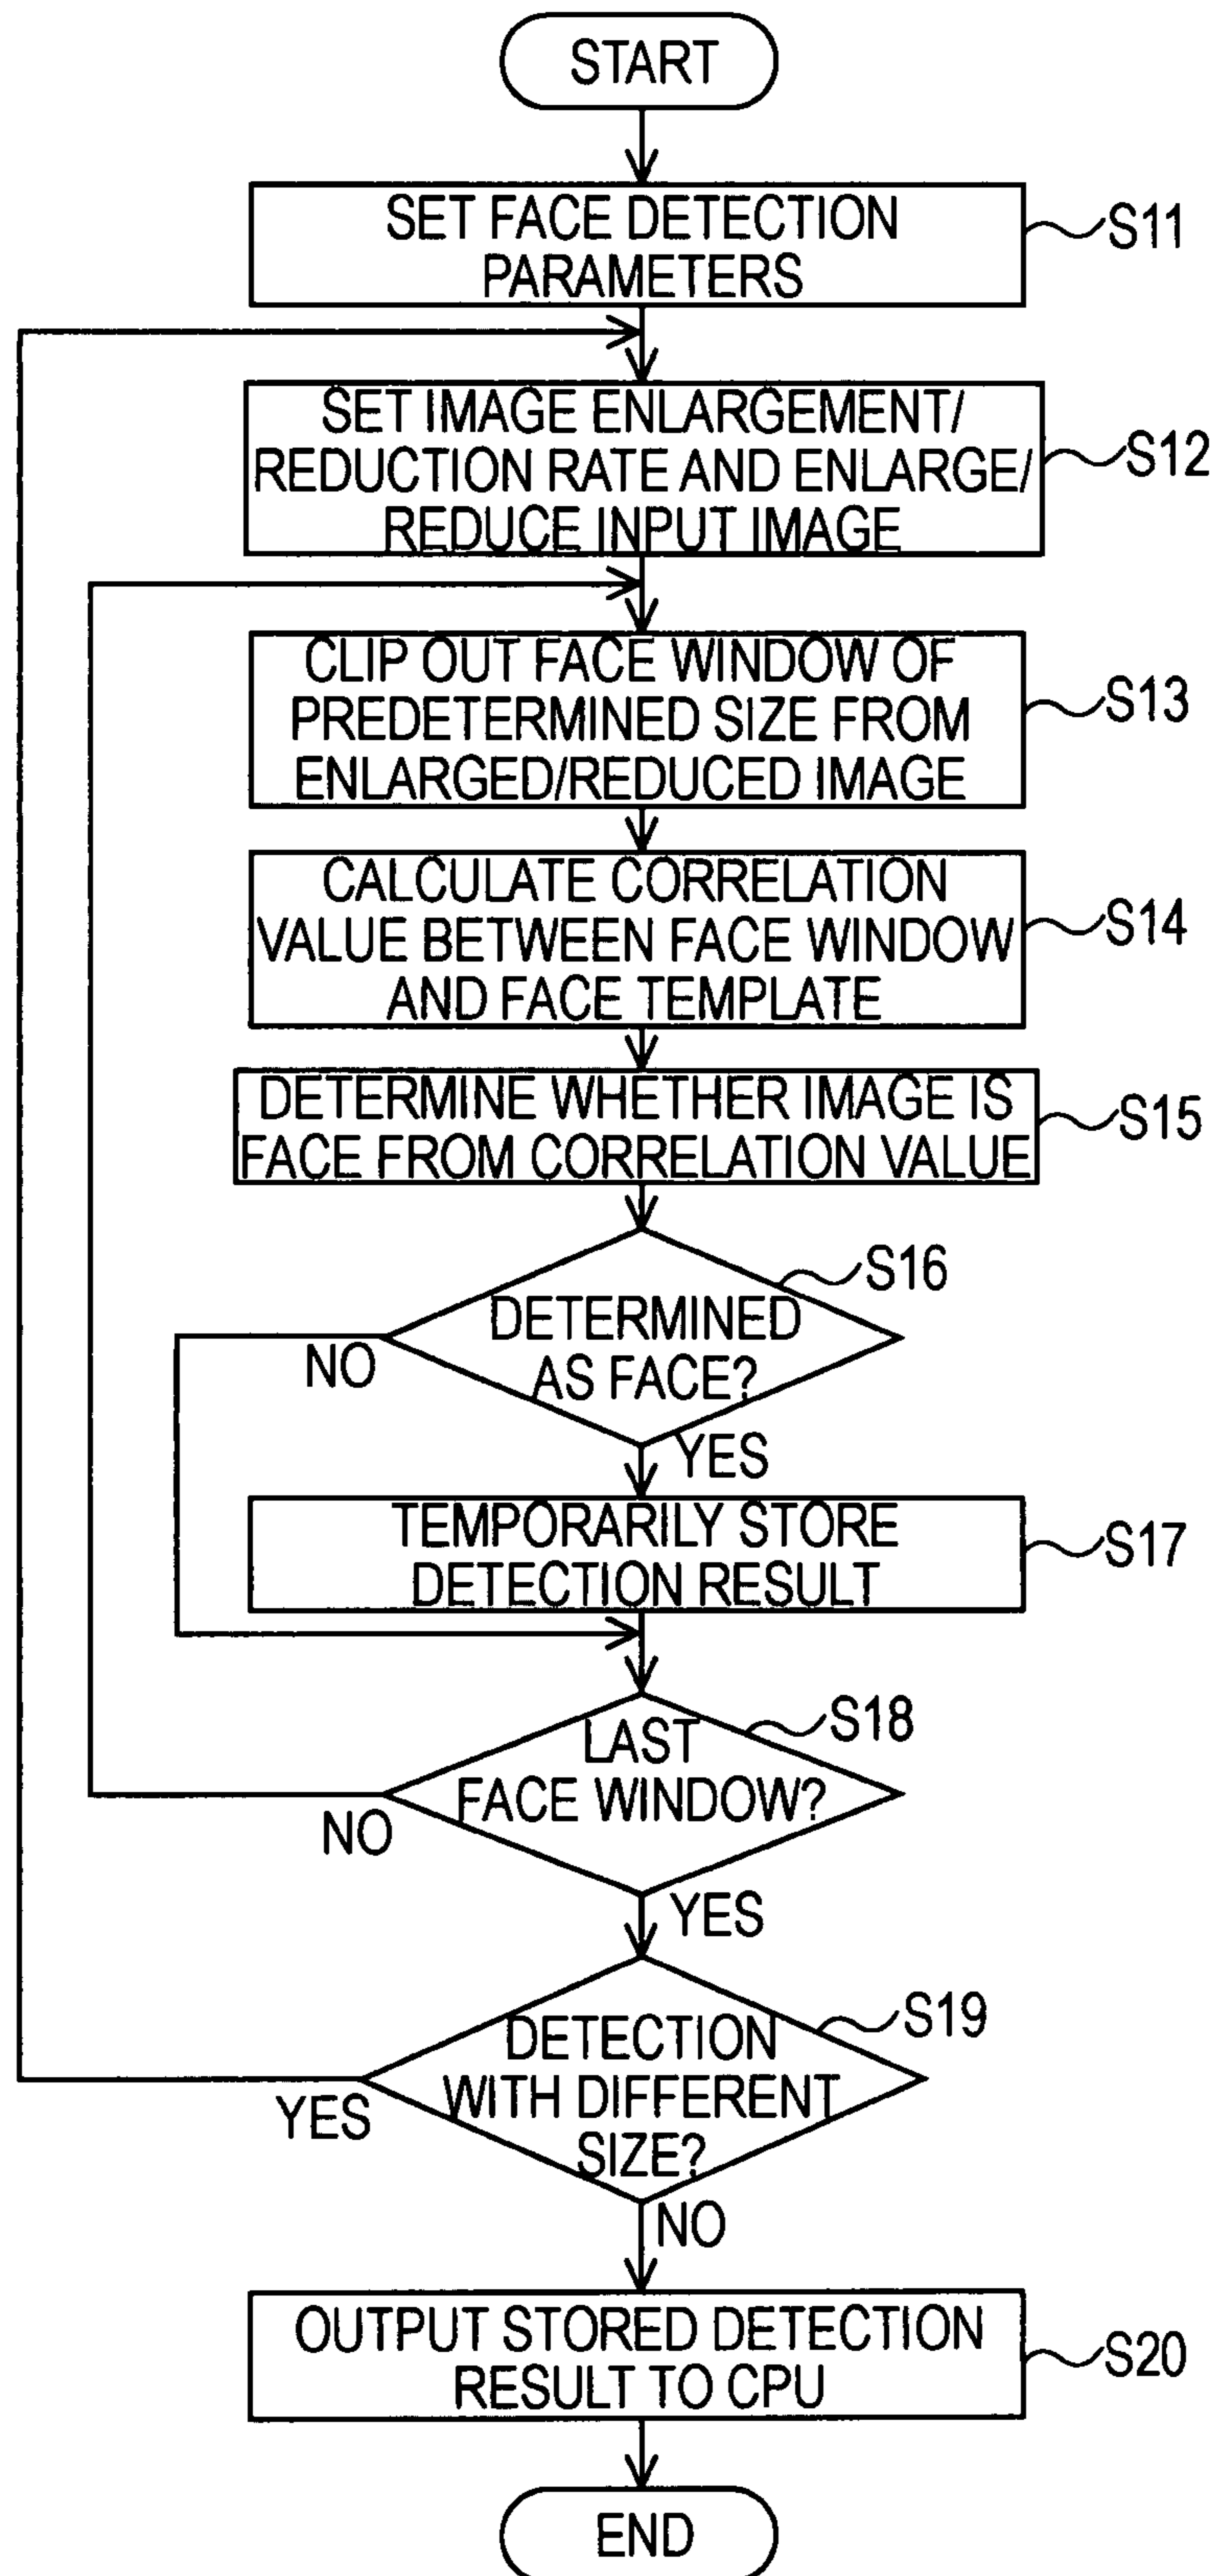 START
SET FACE DETECTION
PARAMETERS
S11
SET IMAGE ENLARGEMENT/
REDUCTION RATE AND ENLARGE/
REDUCE INPUT IMAGE
S12
CLIP OUT FACE WINDOW OF
PREDETERMINED SIZE FROM
ENLARGED/REDUCED IMAGE
S13
CALCULATE CORRELATION
VALUE BETWEEN FACE WINDOW
AND FACE TEMPLATE
S14
DETERMINE WHETHER IMAGE IS
FACE FROM CORRELATION VALUE
S15
S16
DETERMINED
AS FACE?
NO
YES
TEMPORARILY STORE
DETECTION RESULT
S17
S18
LAST
FACE WINDOW?
NO
YES
S19
DETECTION
WITH DIFFERENT
SIZE?
YES
NO
OUTPUT STORED DETECTION
RESULT TO CPU
S20
END